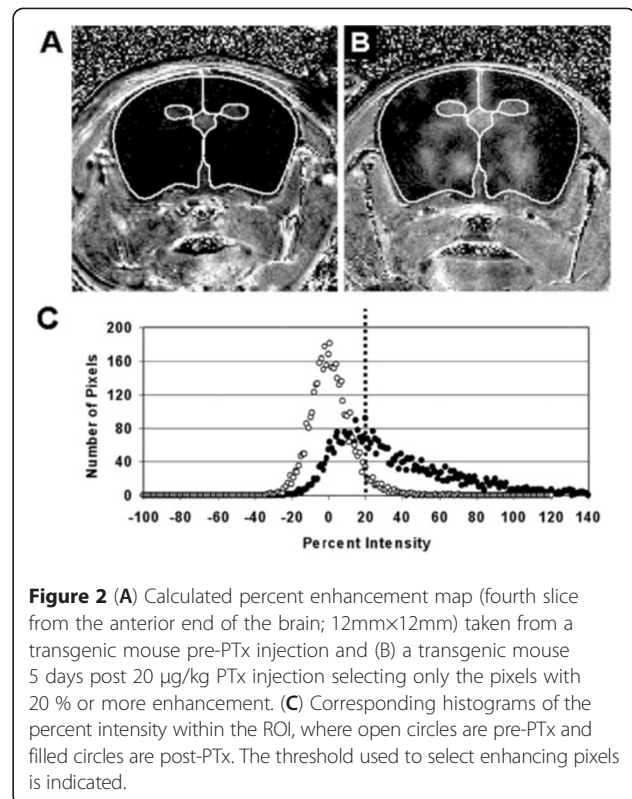 A
B
C
200
160
120
80
40
0
Number of Pixels
-100 -80 -60 -40 -20 0 20 40 60 80 100 120 140
Percent Intensity
Figure 2 (A) Calculated percent enhancement map (fourth slice
from the anterior end of the brain; 12mm×12mm) taken from a
transgenic mouse pre-PTx injection and (B) a transgenic mouse
5 days post 20 μg/kg PTx injection selecting only the pixels with
20 % or more enhancement. (C) Corresponding histograms of the
percent intensity within the ROI, where open circles are pre-PTx and
filled circles are post-PTx. The threshold used to select enhancing pixels
is indicated.